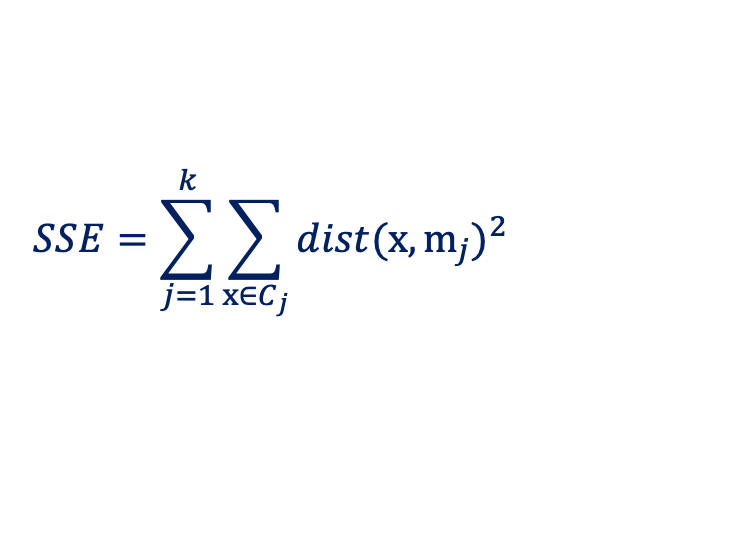 SSE = \sum_{j=1}^{k} \sum_{x \in C_j} dist(x, m_j)^2